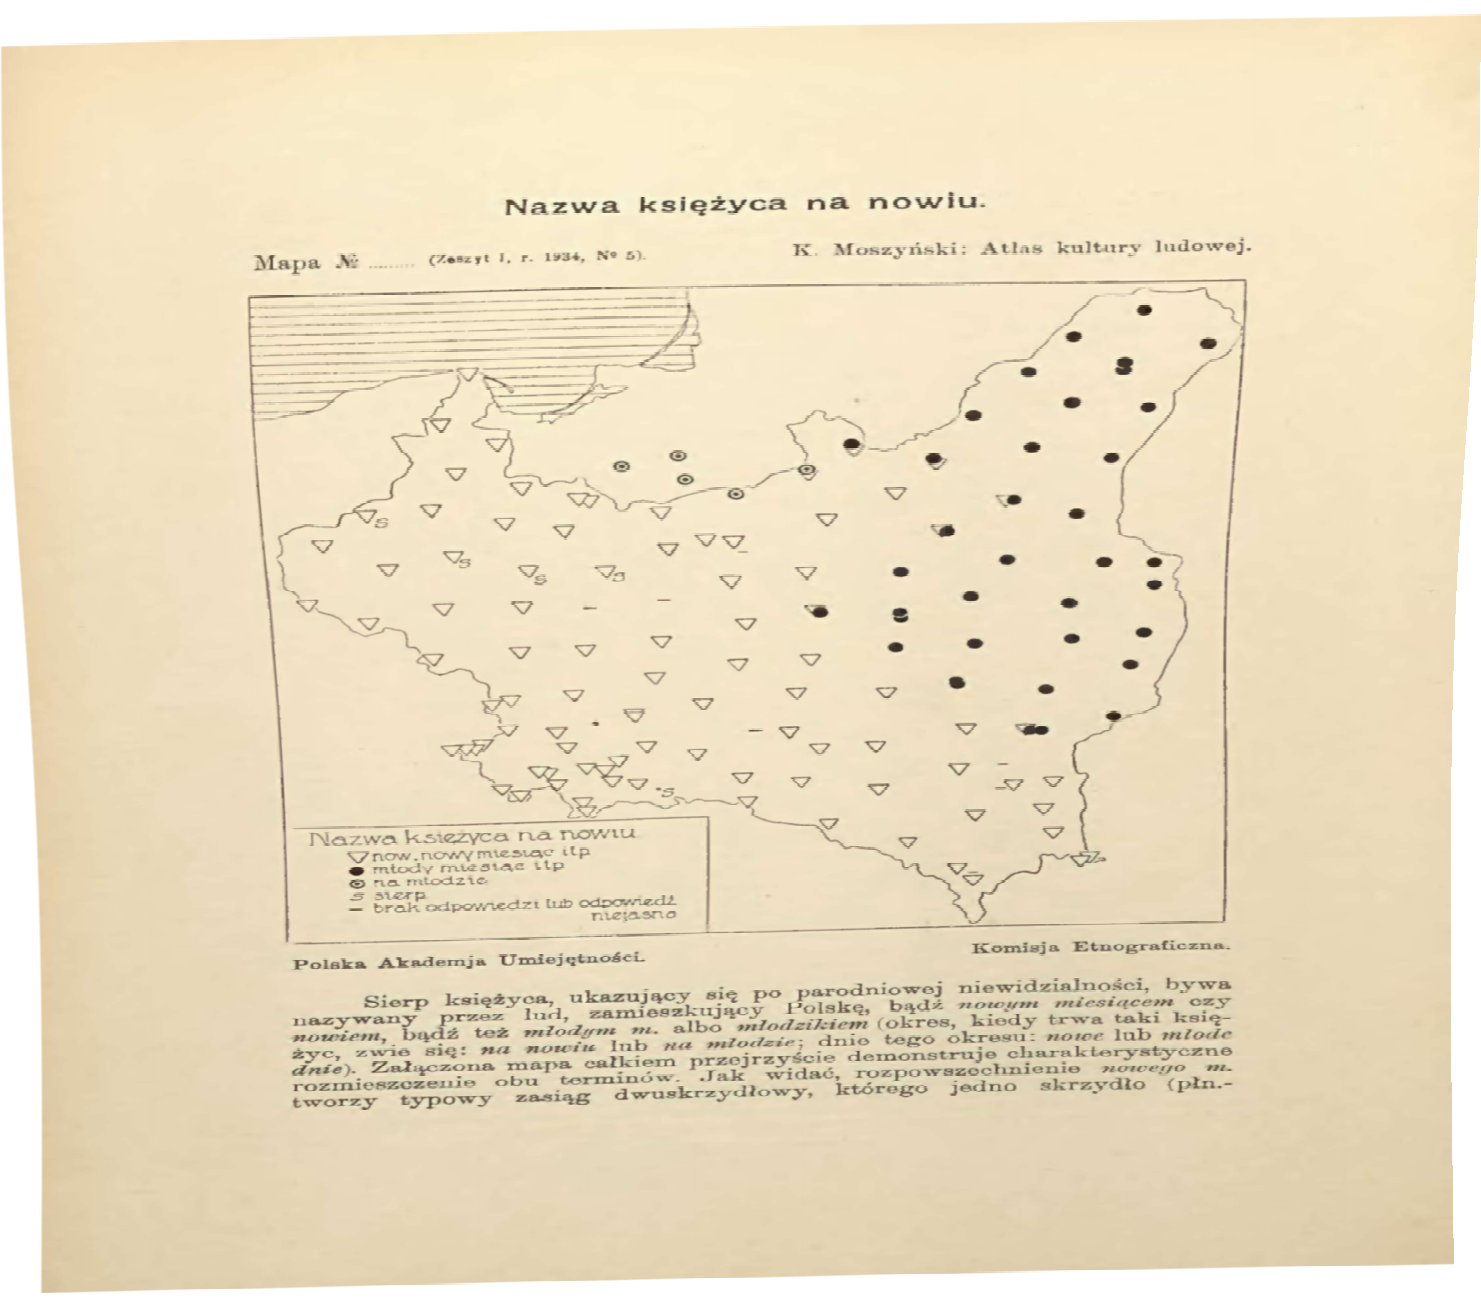 Nazwa księżyca na nowiu.
Mapa № ........ (Zeszyt I, r. 1934, Nº 5).
K. Moszyński: Atlas kultury ludowej.
s
s
s
s
s
Nazwa księżyca na nowiu
now, nowy miesiąc itp
młody miesiąc itp
na młodzie
s sierp
– brak odpowiedzi lub odpowiedź
niejasna
Polska Akademja Umiejętności.
Komisja Etnograficzna.
Sierp księżyca, ukazujący się po parodniowej niewidzialności, bywa
nazywany przez lud, zamieszkujący Polskę, bądź nowym miesiącem czy
nowiem, bądź też młodym m. albo młodzikiem (okres, kiedy trwa taki księ-
życ, zwie się: na nowiu lub na młodzie; dnie tego okresu: nowe lub młode
dnie). Załączona mapa całkiem przejrzyście demonstruje charakterystyczne
rozmieszczenie obu terminów. Jak widać, rozpowszechnienie nowego m.
tworzy typowy zasiąg dwuskrzydłowy, którego jedno skrzydło (płn.-